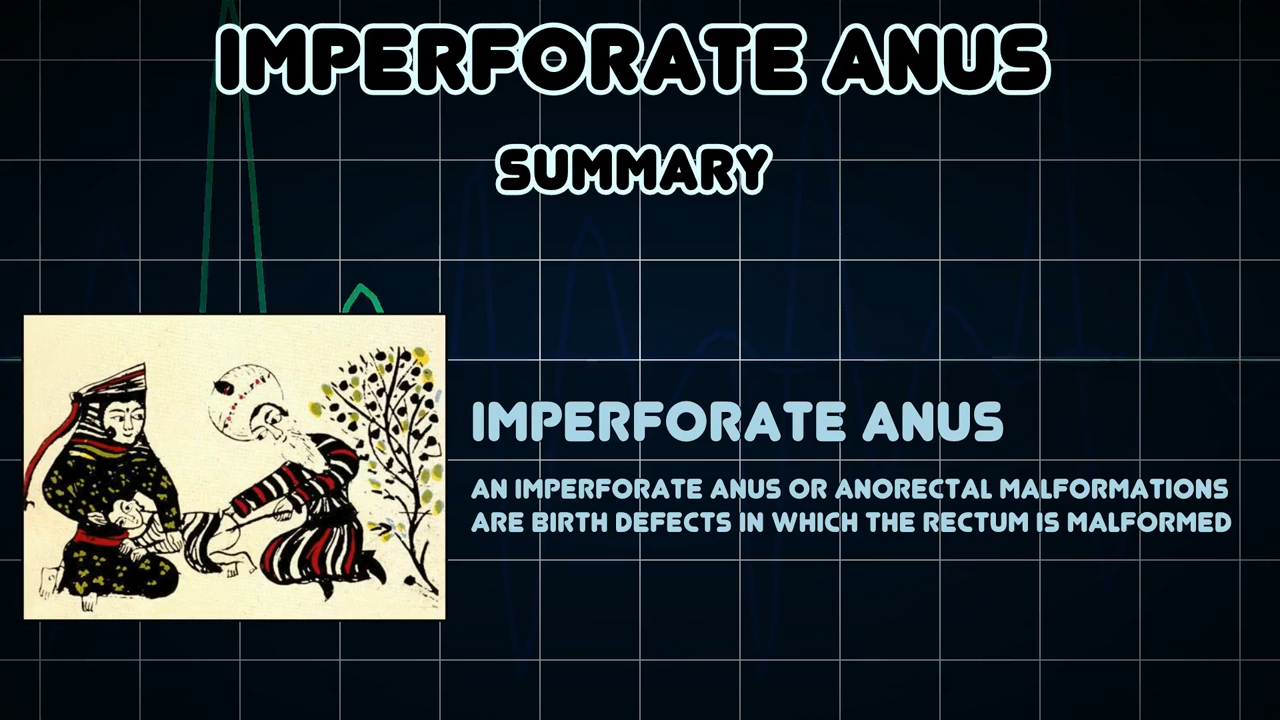 IMPERFORATE ANUS
SUMMARY
IMPERFORATE ANUS
AN IMPERFORATE ANUS OR ANORECTAL MALFORMATIONS
ARE BIRTH DEFECTS IN WHICH THE RECTUM IS MALFORMED